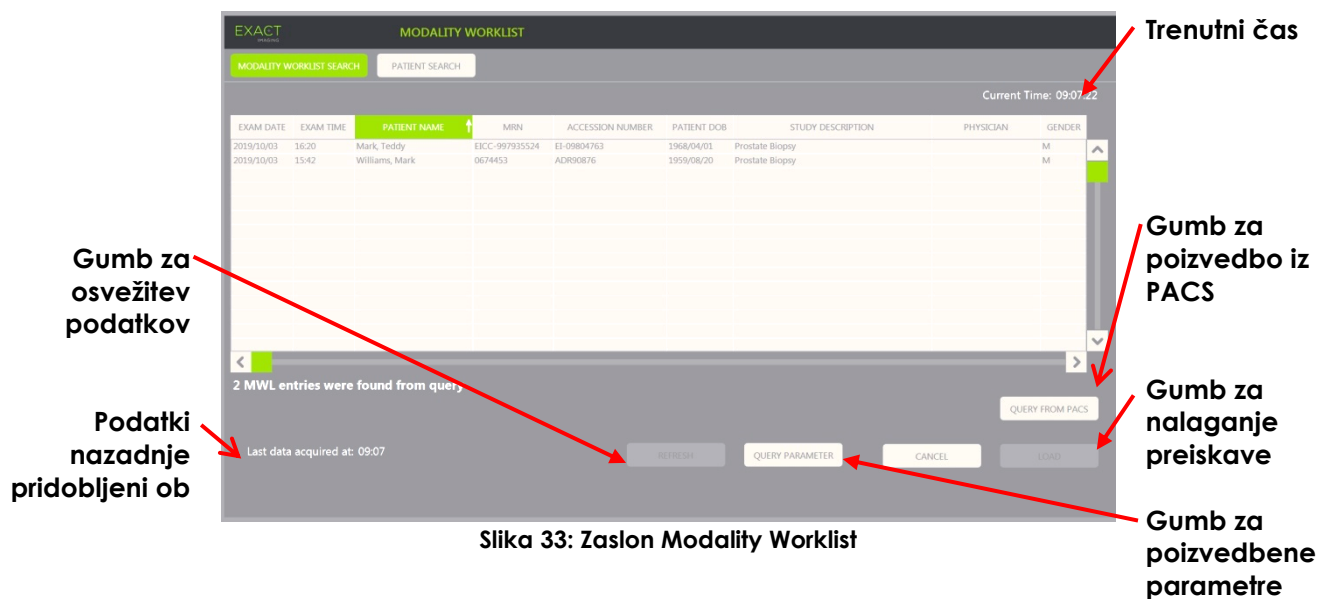 EXACT
IMAGING
MODALITY WORKLIST
Trenutni čas
MODALITY WORKLIST SEARCH PATIENT SEARCH
Current Time: 09:07:22
EXAM DATE EXAM TIME PATIENT NAME MRN ACCESSION NUMBER PATIENT DOB STUDY DESCRIPTION PHYSICIAN GENDER
2019/10/03 16:20 Mark, Teddy EICC-997935524 EI-09804763 1968/04/01 Prostate Biopsy M
2019/10/03 15:42 Williams, Mark 0674453 ADR90876 1959/08/20 Prostate Biopsy M
Gumb za
osvežitev
podatkov
Gumb za
poizvedbo iz
PACS
2 MWL entries were found from query
QUERY FROM PACS
Gumb za
nalaganje
preiskave
Podatki
nazadnje
pridobljeni ob
Last data acquired at: 09:07
REFRESH QUERY PARAMETER CANCEL LOAD
Gumb za
poizvedbene
parametre
Slika 33: Zaslon Modality Worklist